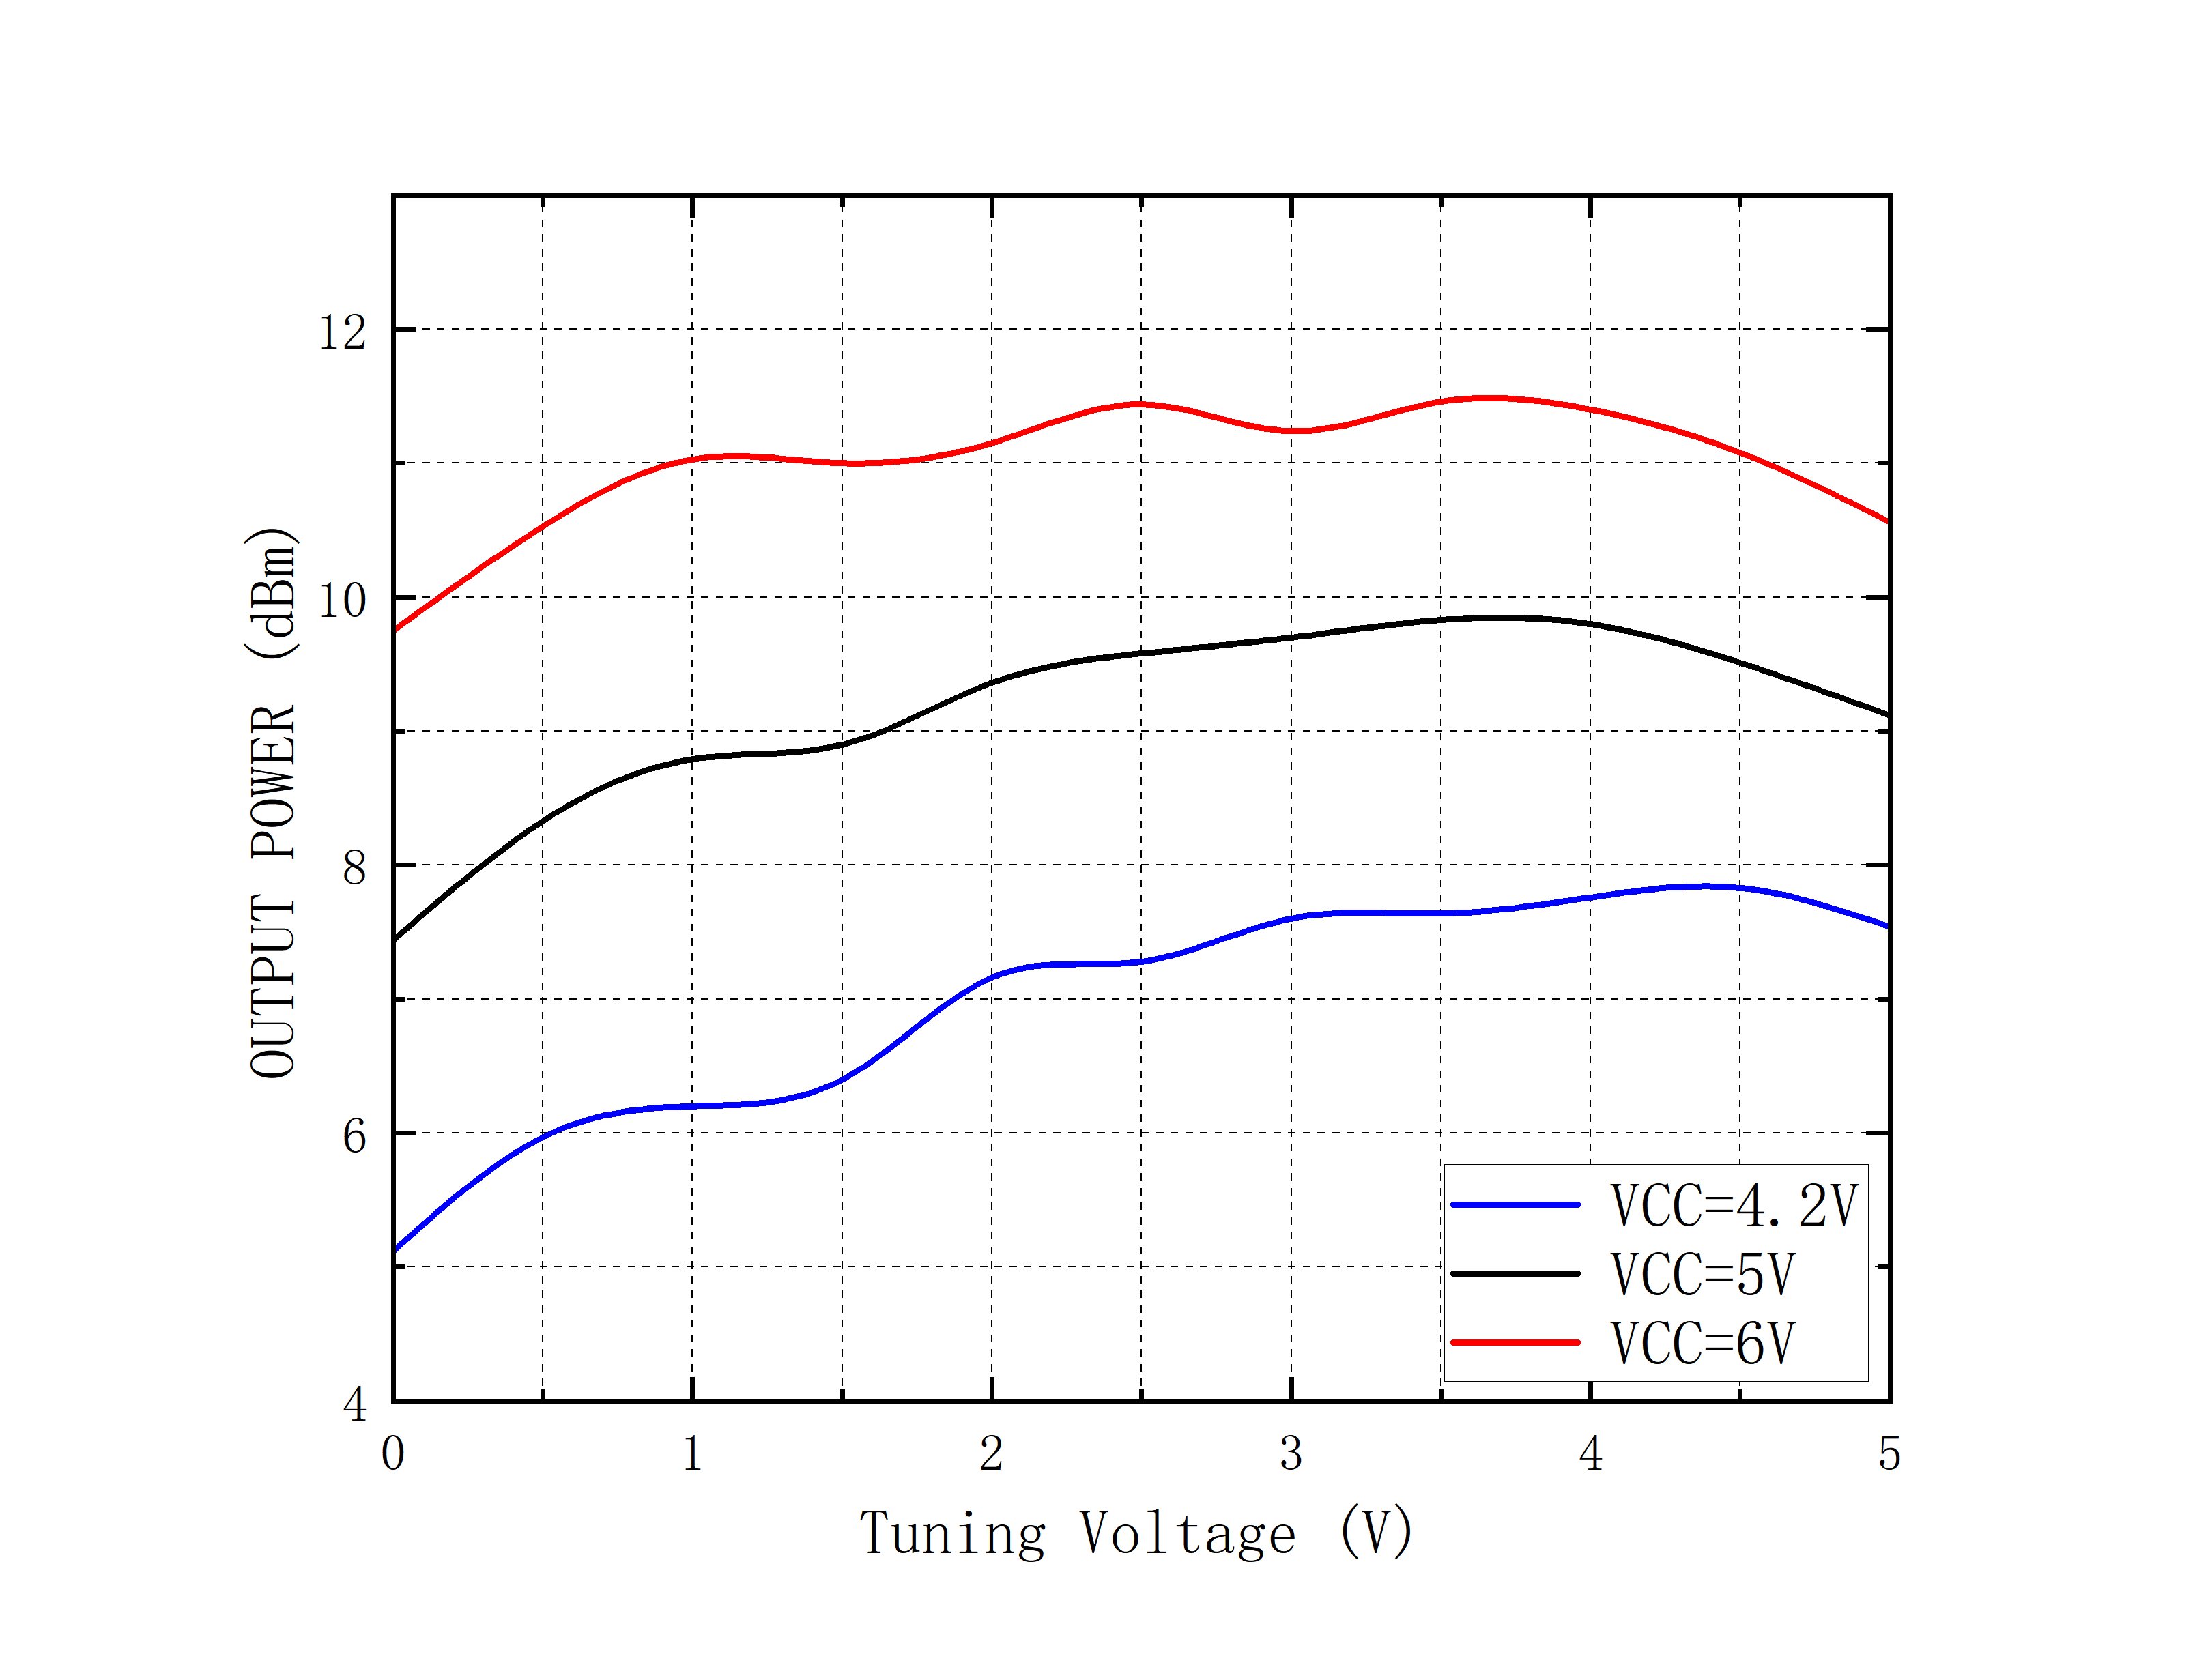 OUTPUT POWER (dBm)
12
10
8
6
4
0 1 2 3 4 5
Tuning Voltage (V)
VCC=4.2V
VCC=5V
VCC=6V